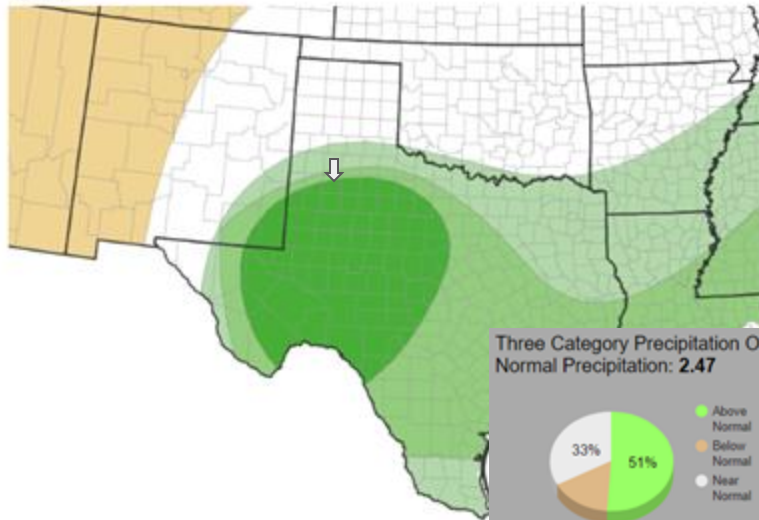 Three Category Precipitation O
Normal Precipitation: 2.47
Above
Normal
33%
Below
Normal
51%
Near
Normal